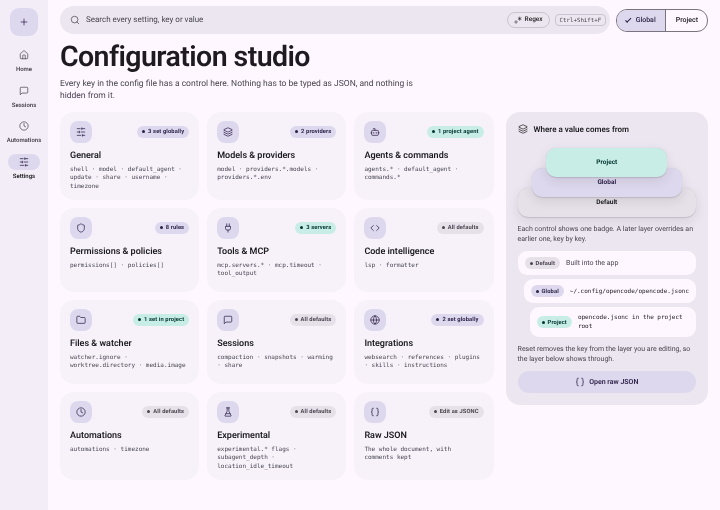 Search every setting, key or value
.* Regex
Ctrl+Shift+F
Global
Project
Home
Sessions
Automations
Settings
Configuration studio
Every key in the config file has a control here. Nothing has to be typed as JSON, and nothing is
hidden from it.
3 set globally
General
shell · model · default_agent ·
update · share · username ·
timezone
2 providers
Models & providers
model · providers.*.models ·
providers.*.env
1 project agent
Agents & commands
agents.* · default_agent ·
commands.*
8 rules
Permissions & policies
permissions[] · policies[]
3 servers
Tools & MCP
mcp.servers.* · mcp.timeout ·
tool_output
All defaults
Code intelligence
lsp · formatter
1 set in project
Files & watcher
watcher.ignore ·
worktree.directory · media.image
All defaults
Sessions
compaction · snapshots · warming
· share
2 set globally
Integrations
websearch · references · plugins
· skills · instructions
All defaults
Automations
automations · timezone
All defaults
Experimental
experimental.* flags ·
subagent_depth ·
location_idle_timeout
Edit as JSONC
Raw JSON
The whole document, with
comments kept
Where a value comes from
Project
Global
Default
Each control shows one badge. A later layer overrides an
earlier one, key by key.
Default Built into the app
Global ~/.config/opencode/opencode.jsonc
Project opencode.jsonc in the project
root
Reset removes the key from the layer you are editing, so
the layer below shows through.
{} Open raw JSON